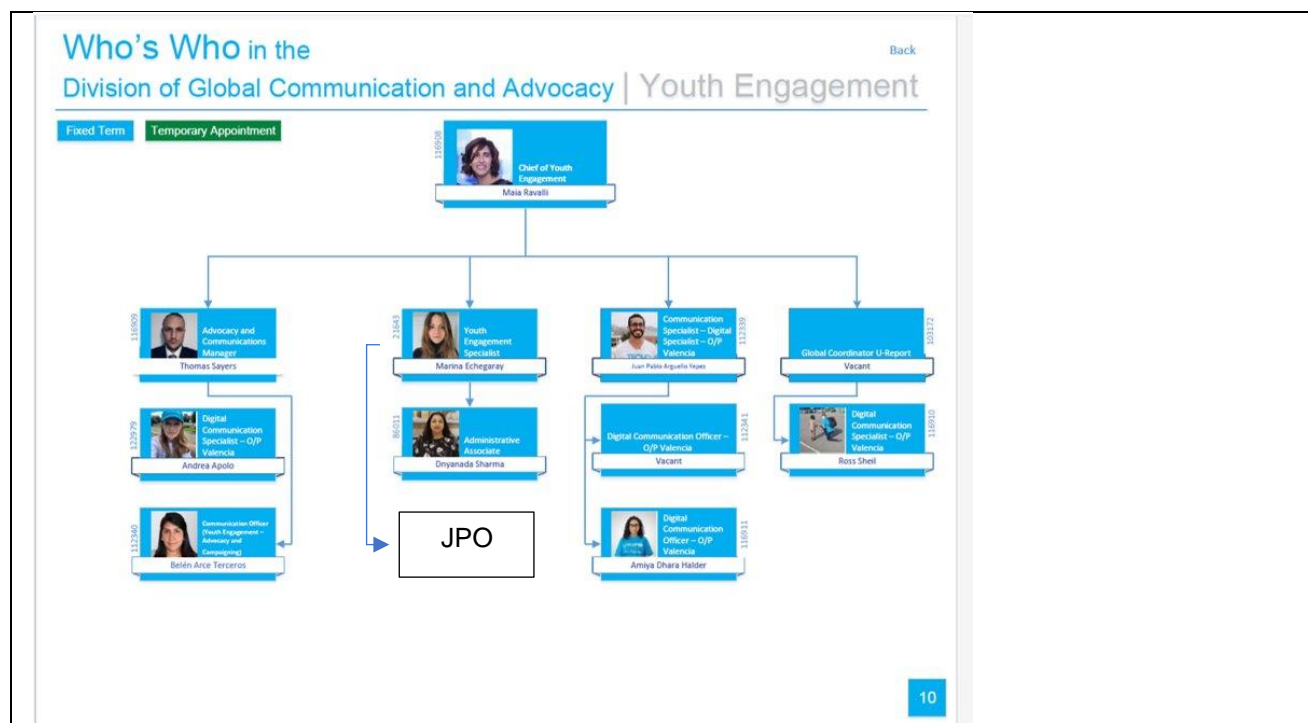 Who's Who in the
Back
Division of Global Communication and Advocacy | Youth Engagement
Fixed Term
Temporary Appointment
116908
Chief of Youth
Engagement
Maia Ravalli
116909
Advocacy and
Communications
Manager
Thomas Sayers
21643
Youth
Engagement
Specialist
Marina Echegaray
Communication
Specialist – Digital
Specialist – O/P
Valencia
112339
Juan Pablo Arguello Yepez
Global Coordinator U-Report
103172
Vacant
122979
Digital
Communication
Specialist – O/P
Valencia
Andrea Apolo
86011
Administrative
Associate
Dnyanada Sharma
Digital Communication Officer –
O/P Valencia
112341
Vacant
Digital
Communication
Specialist – O/P
Valencia
116910
Ross Sheil
112340
Communication Officer
(Youth Engagement –
Advocacy and
Campaigning)
Belén Arce Terceros
JPO
Digital
Communication
Officer – O/P
Valencia
116911
Amiya Dhara Halder
10